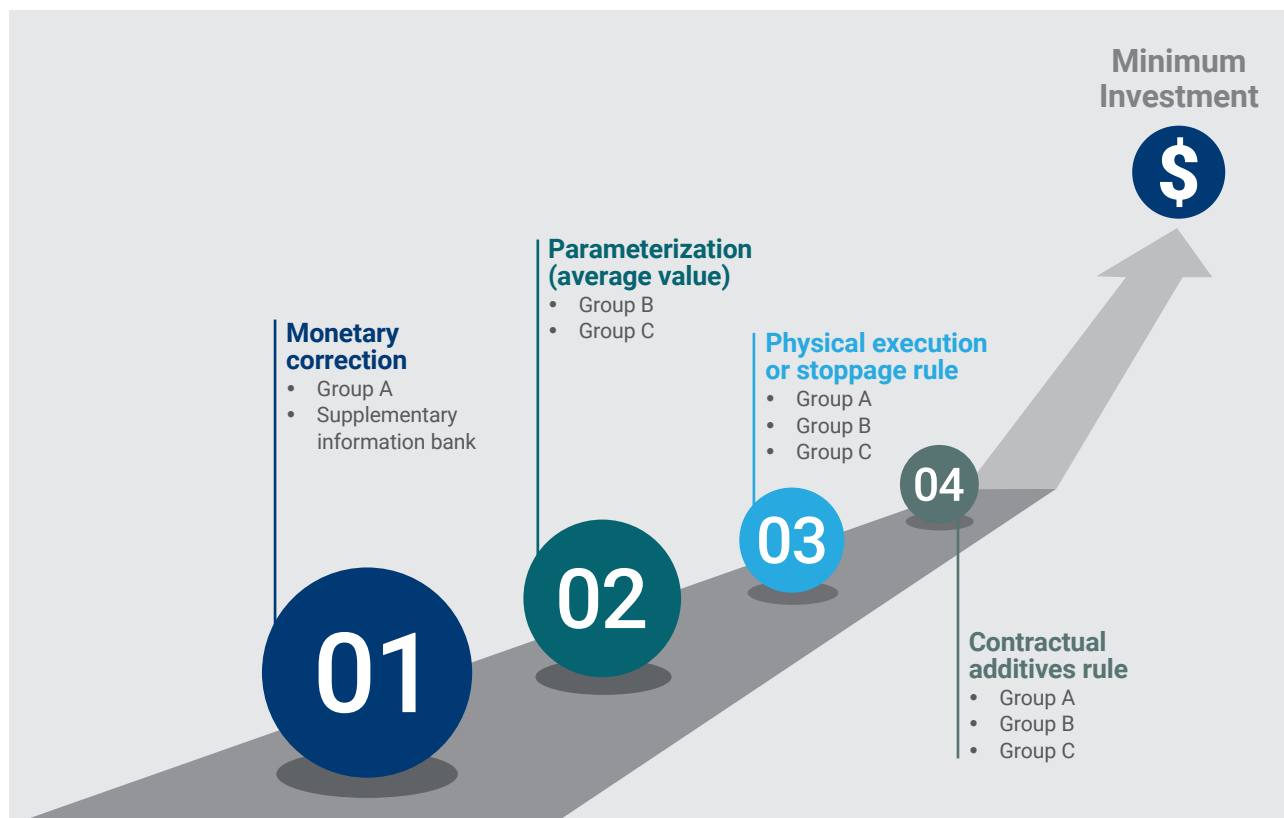 Minimum
Investment
$
Parameterization
(average value)
• Group B
• Group C
Monetary
correction
• Group A
• Supplementary
information bank
Physical execution
or stoppage rule
• Group A
• Group B
• Group C
04
03
02
01
Contractual
additives rule
• Group A
• Group B
• Group C